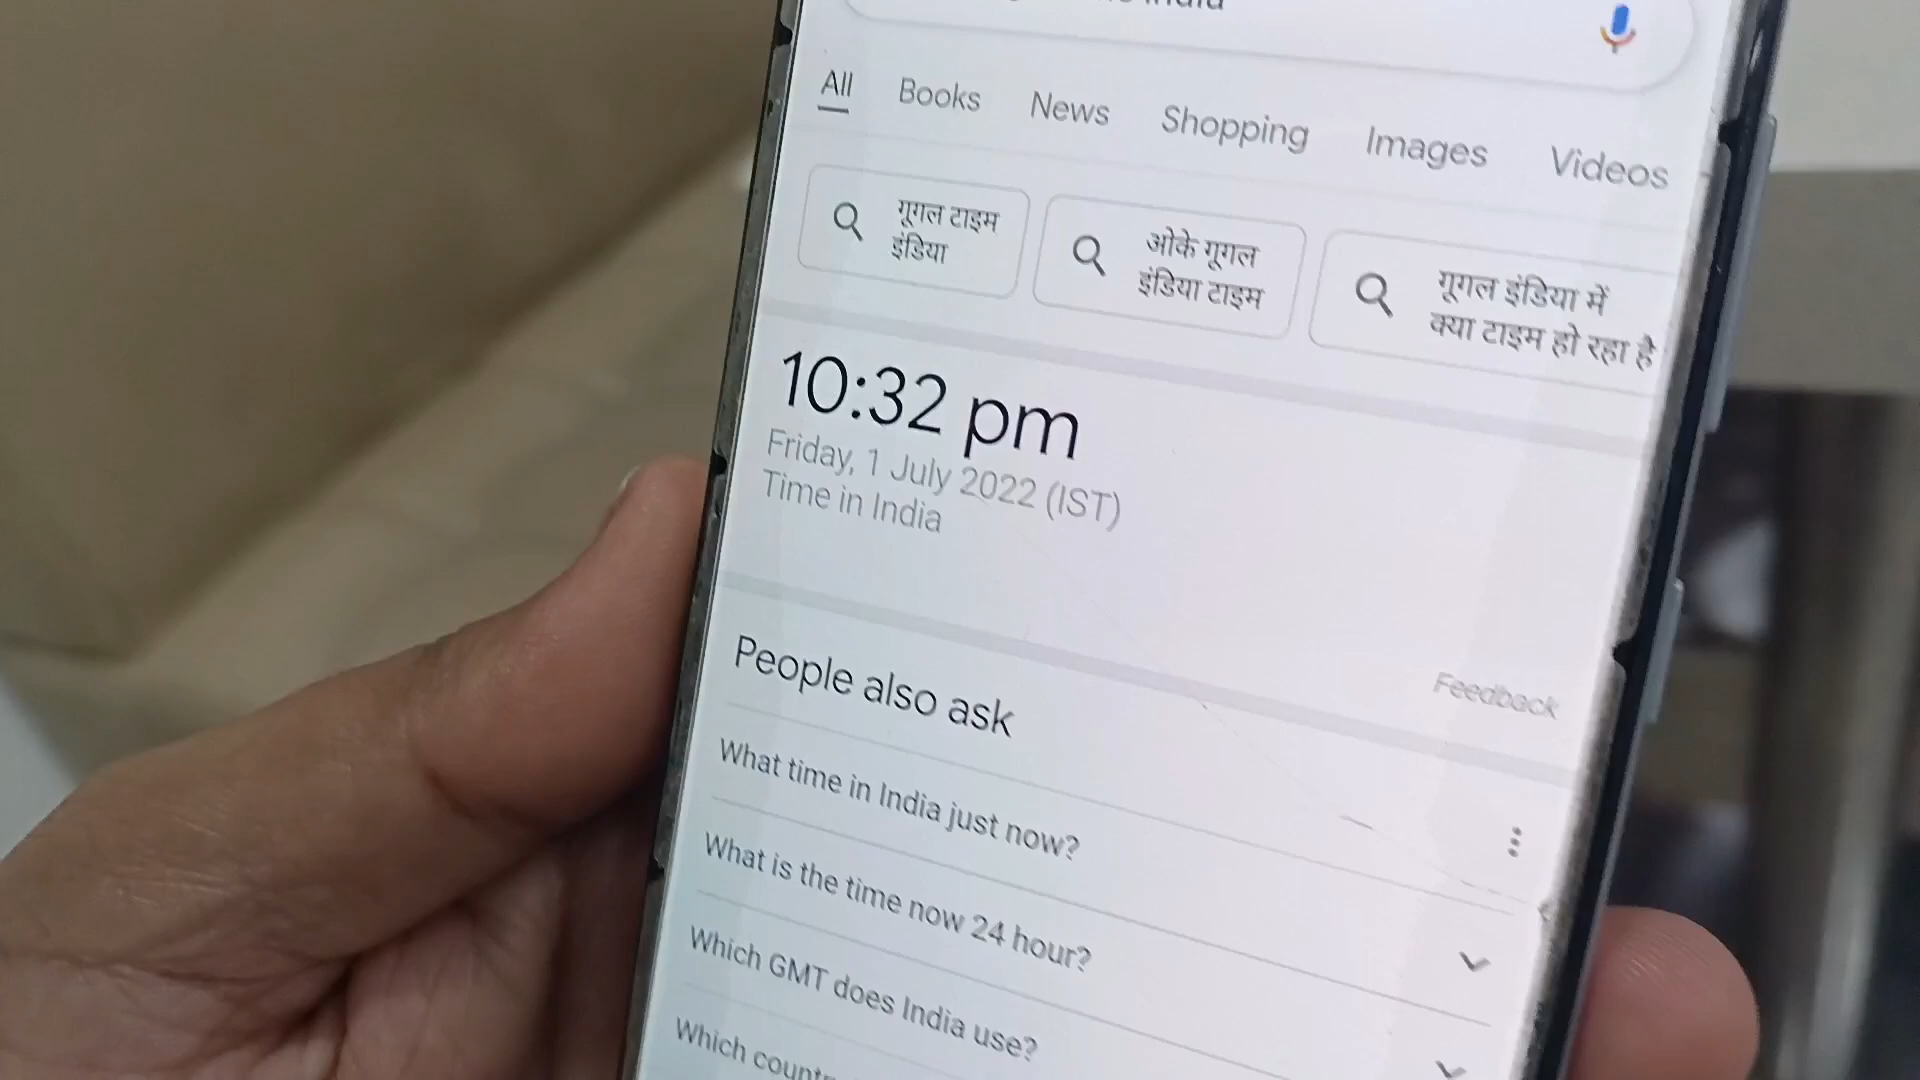 India
All Books News Shopping Images Videos
गूगल टाइम
इंडिया
ओके गूगल
इंडिया टाइम
गूगल इंडिया में
क्या टाइम हो रहा है
10:32 pm
Friday, 1 July 2022 (IST)
Time in India
Feedback
People also ask
What time in India just now?
What is the time now 24 hour?
Which GMT does India use?
Which